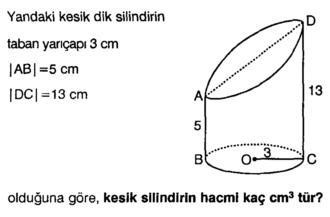 Yandaki kesik dik silindirin
taban yarıçapı 3 cm
|AB|=5 cm
|DC|=13 cm
D
A
13
5
3
B
O
C
olduğuna göre, kesik silindirin hacmi kaç cm³ tür?